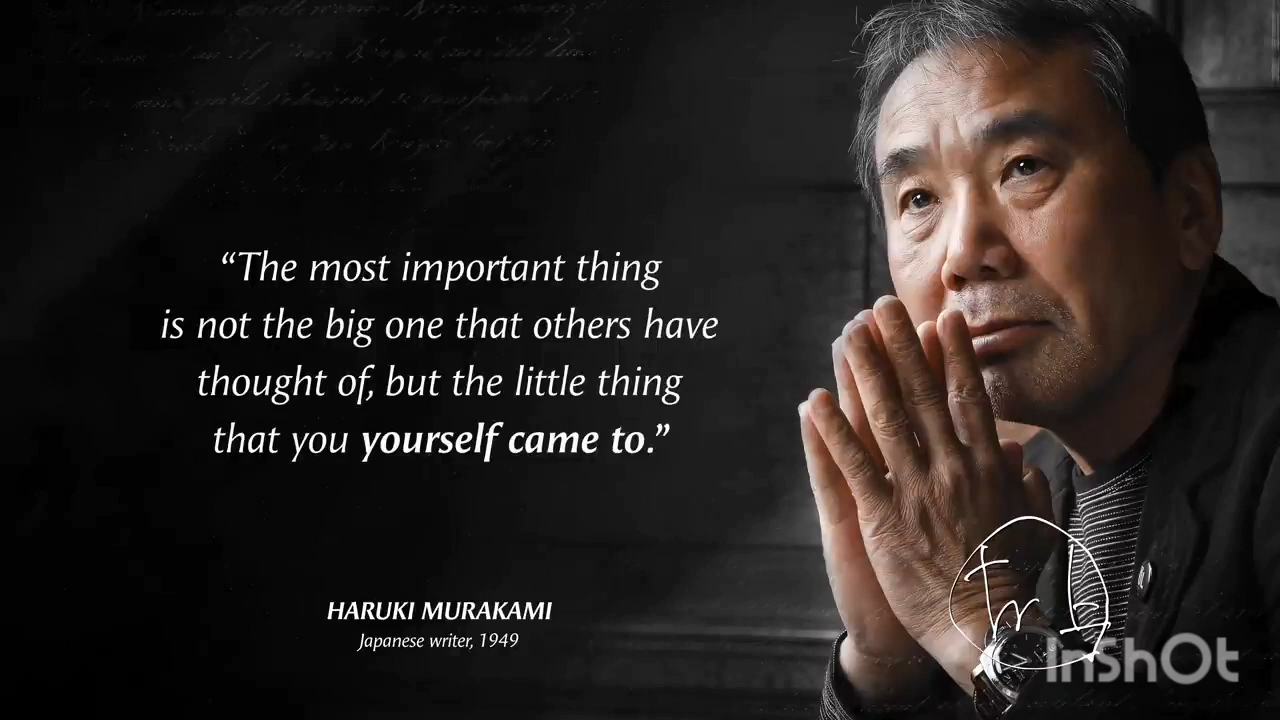 “The most important thing
is not the big one that others have
thought of, but the little thing
that you yourself came to.”
HARUKI MURAKAMI
Japanese writer, 1949
InShOt